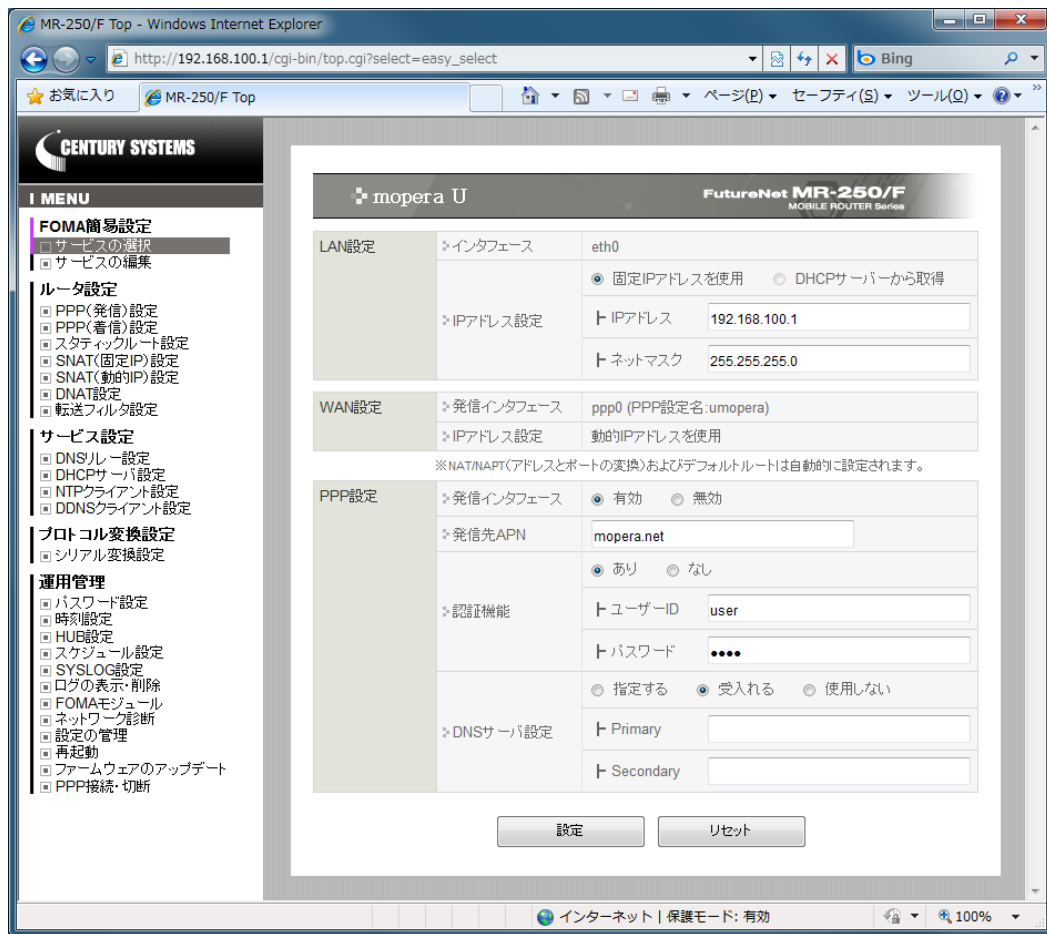 MR-250/F Top - Windows Internet Explorer
http://192.168.100.1/cgi-bin/top.cgi?select=easy_select
Bing
お気に入り
MR-250/F Top
ページ(P)
セーフティ(S)
ツール(O)
CENTURY SYSTEMS
MENU
FOMA簡易設定
サービスの選択
サービスの編集
ルータ設定
PPP(発信)設定
PPP(着信)設定
スタティックルート設定
SNAT(固定IP)設定
SNAT(動的IP)設定
DNAT設定
転送フィルタ設定
サービス設定
DNSリレー設定
DHCPサーバ設定
NTPクライアント設定
DDNSクライアント設定
プロトコル変換設定
シリアル変換設定
運用管理
パスワード設定
時刻設定
HUB設定
スケジュール設定
SYSLOG設定
ログの表示・削除
FOMAモジュール
ネットワーク診断
設定の管理
再起動
ファームウェアのアップデート
PPP接続・切断
mopera U
FutureNet MR-250/F
MOBILE ROUTER Series
LAN設定
インタフェース
eth0
IPアドレス設定
固定IPアドレスを使用
DHCPサーバーから取得
IPアドレス
192.168.100.1
ネットマスク
255.255.255.0
WAN設定
発信インタフェース
ppp0 (PPP設定名:umopera)
IPアドレス設定
動的IPアドレスを使用
※NAT/NAPT(アドレスとポートの変換)およびデフォルトルートは自動的に設定されます。
PPP設定
発信インタフェース
有効
無効
発信先APN
mopera.net
認証機能
あり
なし
ユーザーID
user
パスワード
••••
DNSサーバ設定
指定する
受入れる
使用しない
Primary
Secondary
設定
リセット
インターネット | 保護モード: 有効
100%